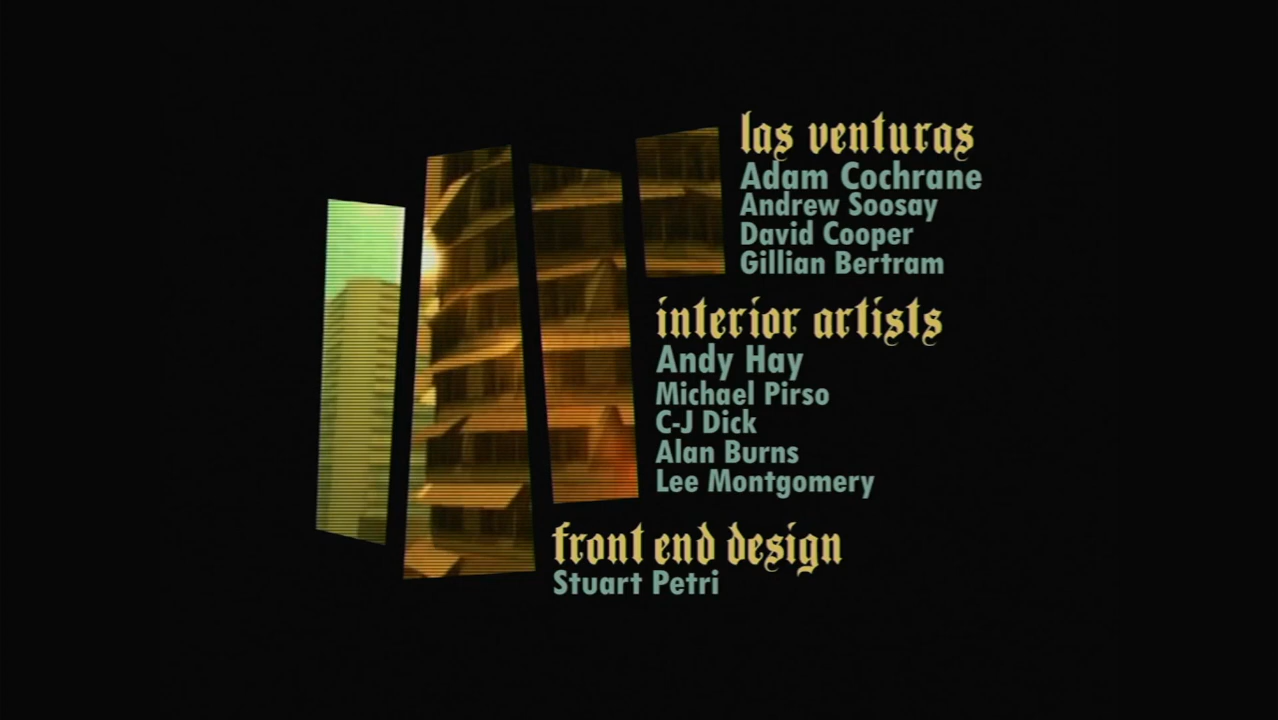 las venturas
Adam Cochrane
Andrew Soosay
David Cooper
Gillian Bertram
interior artists
Andy Hay
Michael Pirso
C-J Dick
Alan Burns
Lee Montgomery
front end design
Stuart Petri